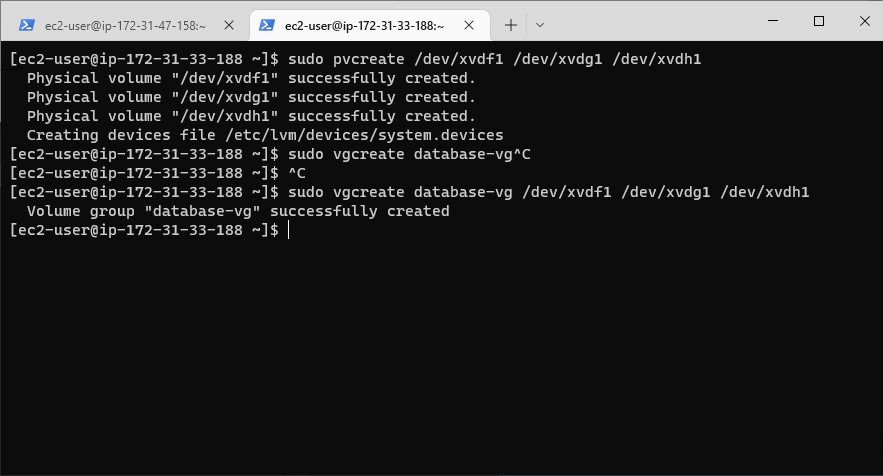 ec2-user@ip-172-31-47-158:~
ec2-user@ip-172-31-33-188:~
[ec2-user@ip-172-31-33-188 ~]$ sudo pvcreate /dev/xvdf1 /dev/xvdg1 /dev/xvdh1
  Physical volume "/dev/xvdf1" successfully created.
  Physical volume "/dev/xvdg1" successfully created.
  Physical volume "/dev/xvdh1" successfully created.
  Creating devices file /etc/lvm/devices/system.devices
[ec2-user@ip-172-31-33-188 ~]$ sudo vgcreate database-vg^C
[ec2-user@ip-172-31-33-188 ~]$ ^C
[ec2-user@ip-172-31-33-188 ~]$ sudo vgcreate database-vg /dev/xvdf1 /dev/xvdg1 /dev/xvdh1
  Volume group "database-vg" successfully created
[ec2-user@ip-172-31-33-188 ~]$